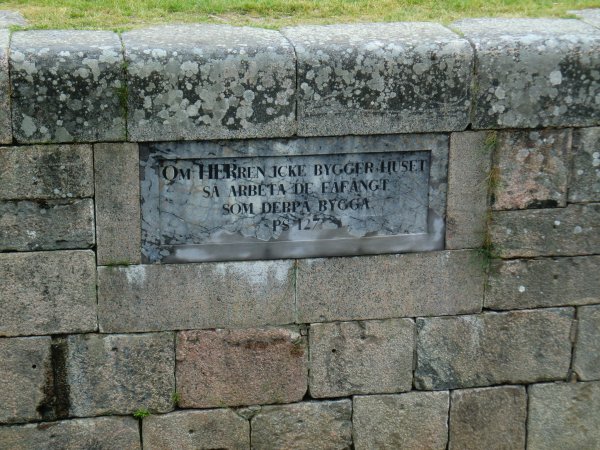 OM HERREN ICKE BYGGER HUSET
SÅ ARBETA DE FÅFÄNGT
SOM DERPÅ BYGGA
PS 127